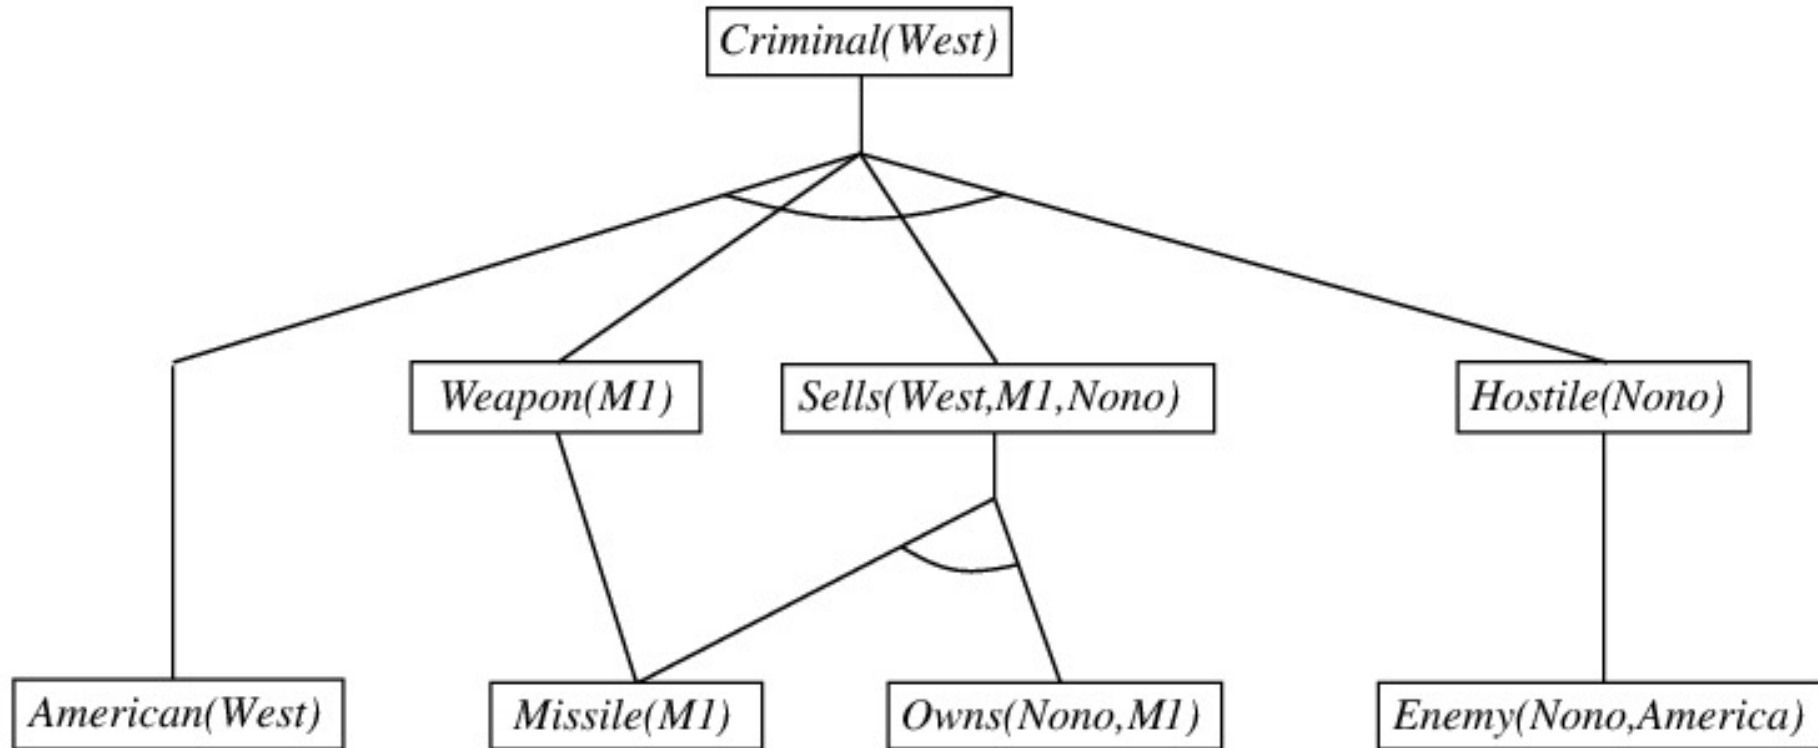 Criminal(West)
Weapon(M1)
Sells(West,M1,Nono)
Hostile(Nono)
American(West)
Missile(M1)
Owns(Nono,M1)
Enemy(Nono,America)